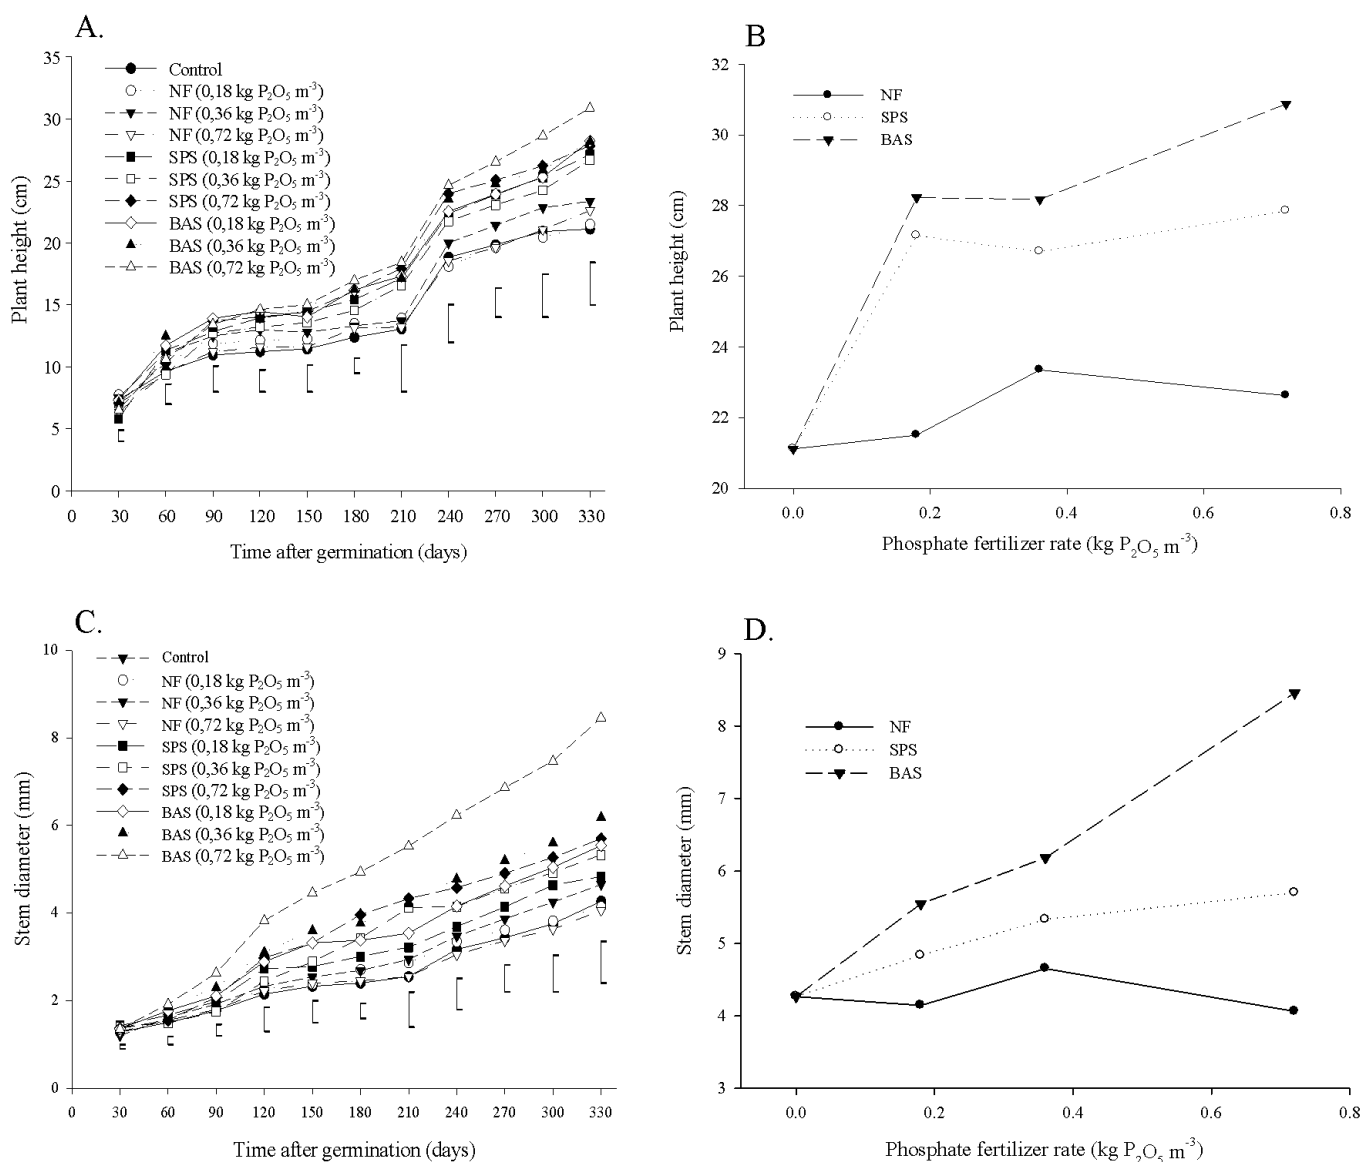 A.
Plant height (cm)
35
30
25
20
15
10
5
0
Control
NF (0,18 kg P₂O₅ m⁻³)
NF (0,36 kg P₂O₅ m⁻³)
NF (0,72 kg P₂O₅ m⁻³)
SPS (0,18 kg P₂O₅ m⁻³)
SPS (0,36 kg P₂O₅ m⁻³)
SPS (0,72 kg P₂O₅ m⁻³)
BAS (0,18 kg P₂O₅ m⁻³)
BAS (0,36 kg P₂O₅ m⁻³)
BAS (0,72 kg P₂O₅ m⁻³)
0 30 60 90 120 150 180 210 240 270 300 330
Time after germination (days)
B
Plant height (cm)
32
30
28
26
24
22
20
NF
SPS
BAS
0.0 0.2 0.4 0.6 0.8
Phosphate fertilizer rate (kg P₂O₅ m⁻³)
C.
Stem diameter (mm)
10
8
6
4
2
0
Control
NF (0,18 kg P₂O₅ m⁻³)
NF (0,36 kg P₂O₅ m⁻³)
NF (0,72 kg P₂O₅ m⁻³)
SPS (0,18 kg P₂O₅ m⁻³)
SPS (0,36 kg P₂O₅ m⁻³)
SPS (0,72 kg P₂O₅ m⁻³)
BAS (0,18 kg P₂O₅ m⁻³)
BAS (0,36 kg P₂O₅ m⁻³)
BAS (0,72 kg P₂O₅ m⁻³)
0 30 60 90 120 150 180 210 240 270 300 330
Time after germination (days)
D.
Stem diameter (mm)
9
8
7
6
5
4
3
NF
SPS
BAS
0.0 0.2 0.4 0.6 0.8
Phosphate fertilizer rate (kg P₂O₅ m⁻³)